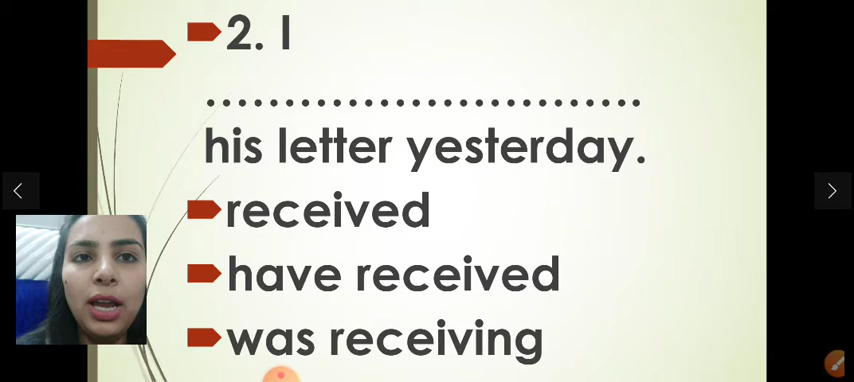 2. I
..............................
his letter yesterday.
received
have received
was receiving